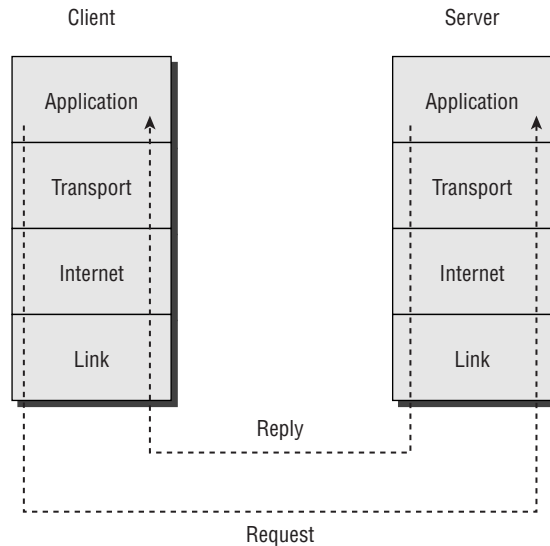 Client
Server
Application
Application
Transport
Transport
Internet
Internet
Link
Link
Reply
Request